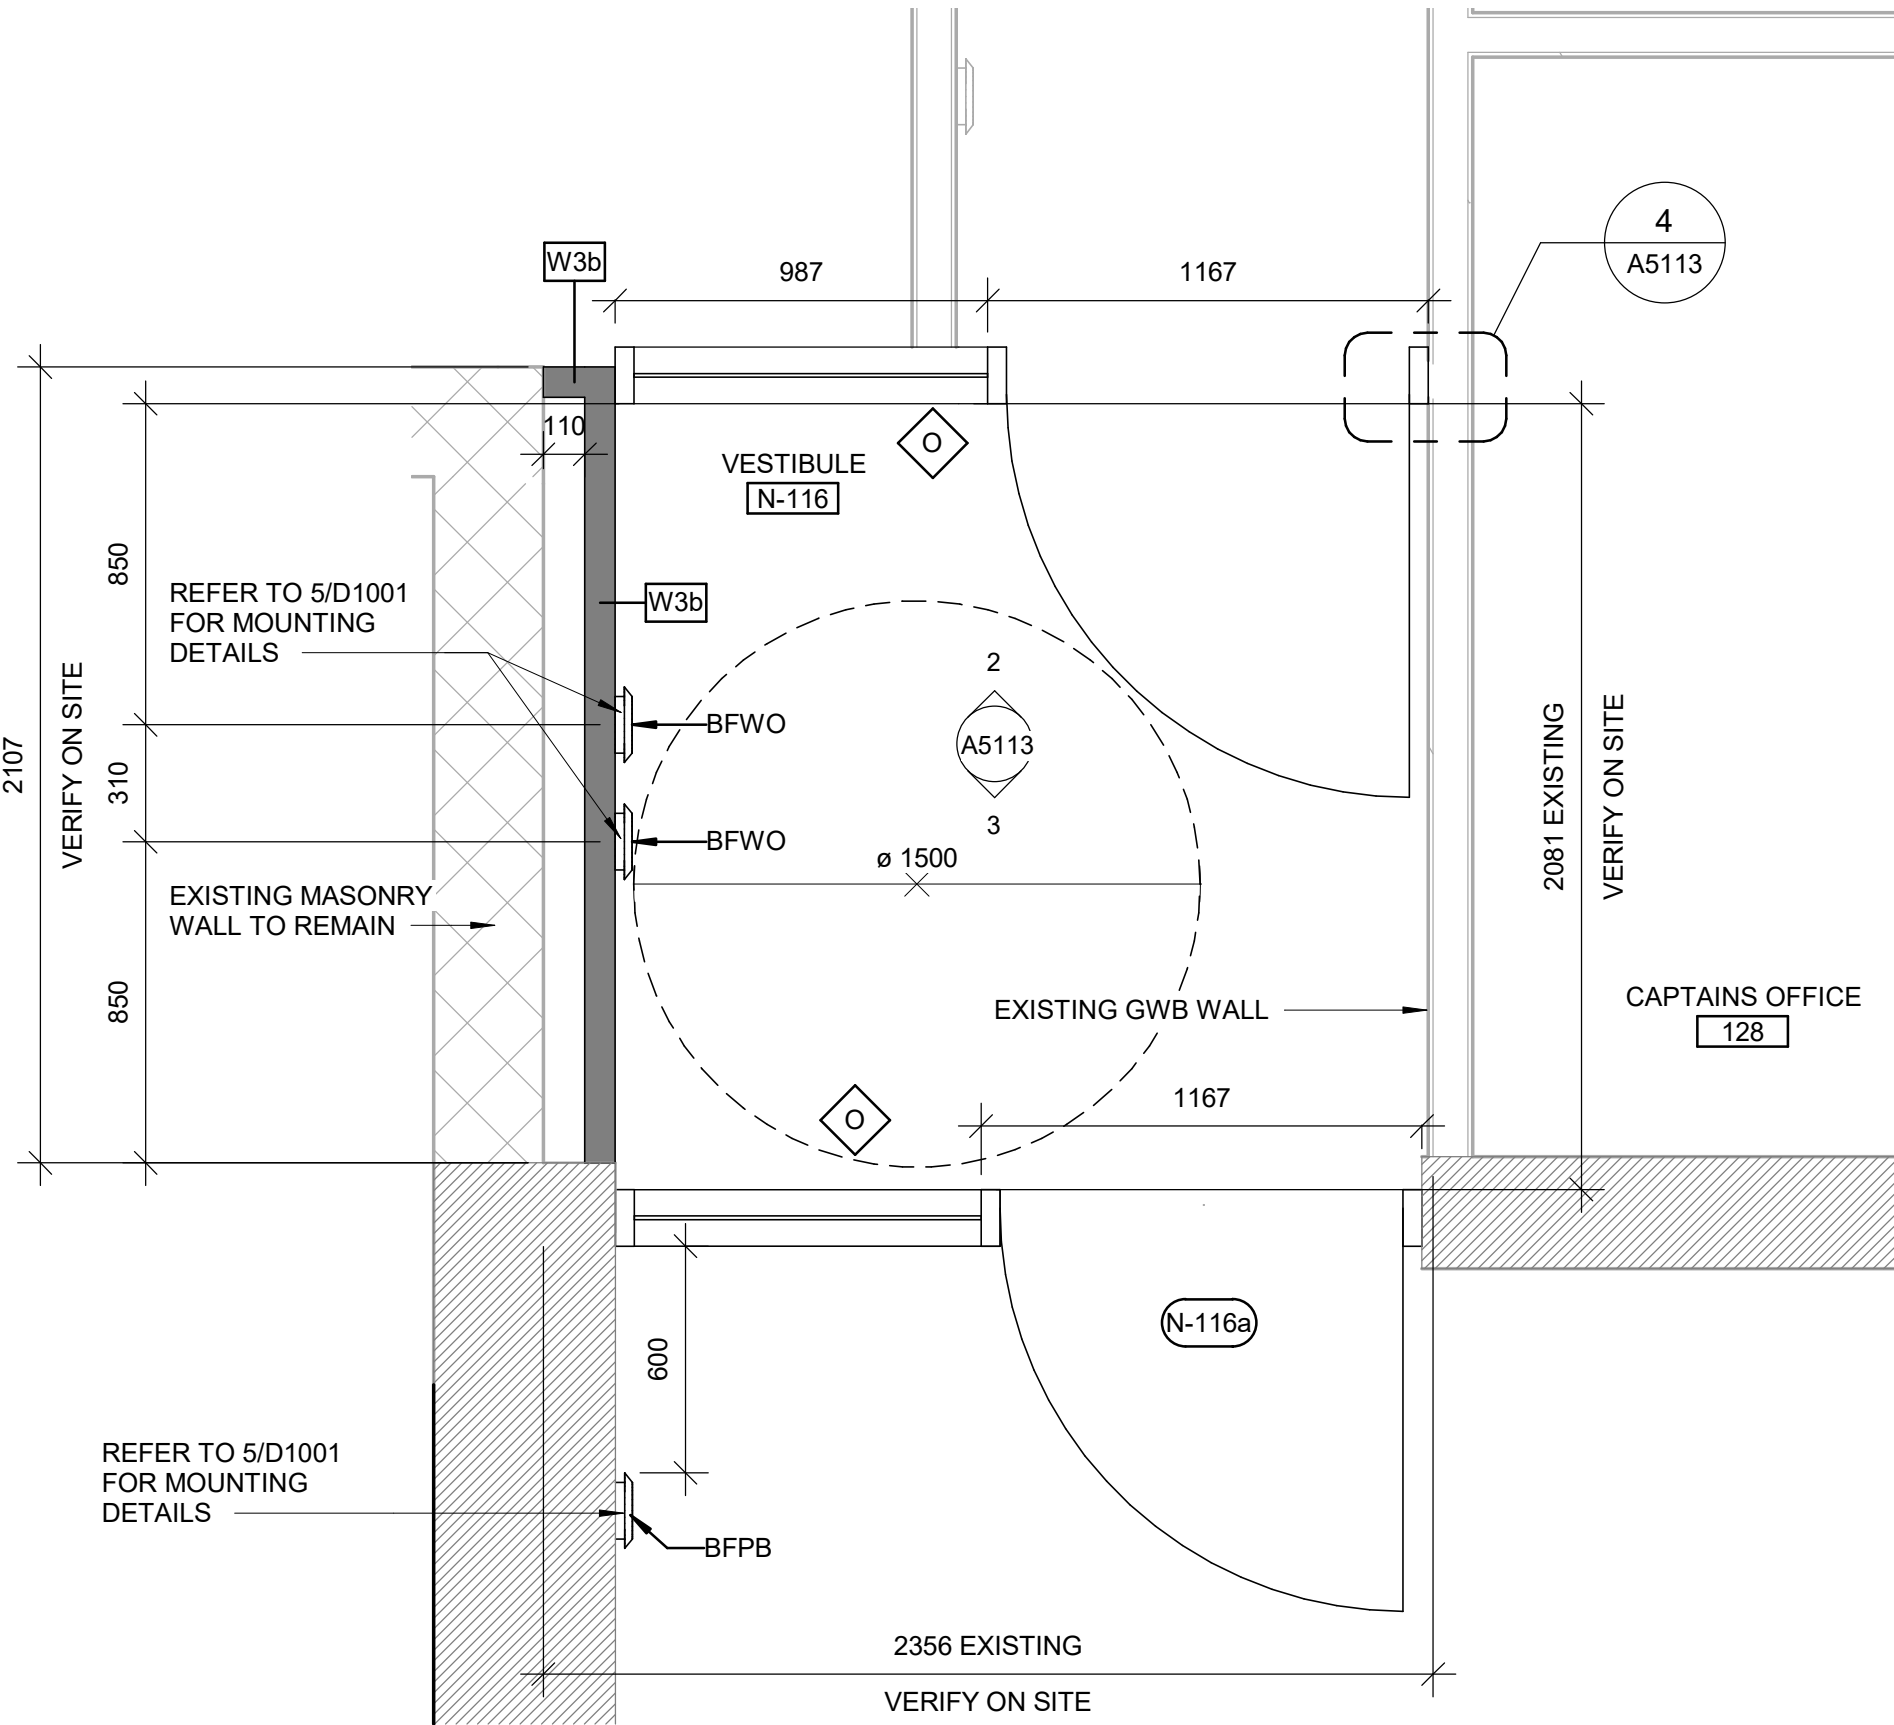 4
A5113
W3b
987
1167
110
VESTIBULE
N-116
O
850
REFER TO 5/D1001
FOR MOUNTING
DETAILS
W3b
2
A5113
3
BFWO
BFWO
2107
VERIFY ON SITE
310
850
ø 1500
2081 EXISTING
VERIFY ON SITE
EXISTING MASONRY
WALL TO REMAIN
EXISTING GWB WALL
CAPTAINS OFFICE
128
1167
O
N-116a
600
REFER TO 5/D1001
FOR MOUNTING
DETAILS
BFPB
2356 EXISTING
VERIFY ON SITE